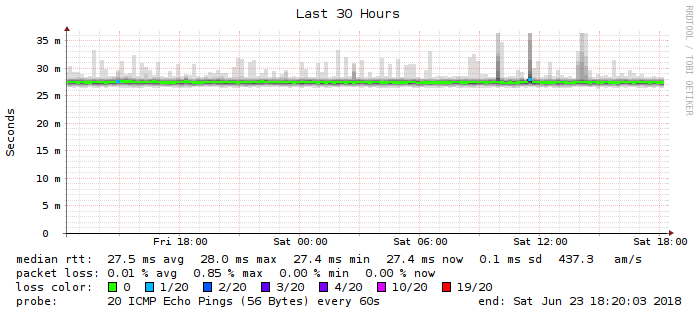 Last 30 Hours
RRDTOOL / TOBI OETIKER
Seconds
35 m
30 m
25 m
20 m
15 m
10 m
5 m
0
Fri 18:00 Sat 00:00 Sat 06:00 Sat 12:00 Sat 18:00
median rtt: 27.5 ms avg 28.0 ms max 27.4 ms min 27.4 ms now 0.1 ms sd 437.3 am/s
packet loss: 0.01 % avg 0.85 % max 0.00 % min 0.00 % now
loss color: 0 1/20 2/20 3/20 4/20 10/20 19/20
probe: 20 ICMP Echo Pings (56 Bytes) every 60s end: Sat Jun 23 18:20:03 2018